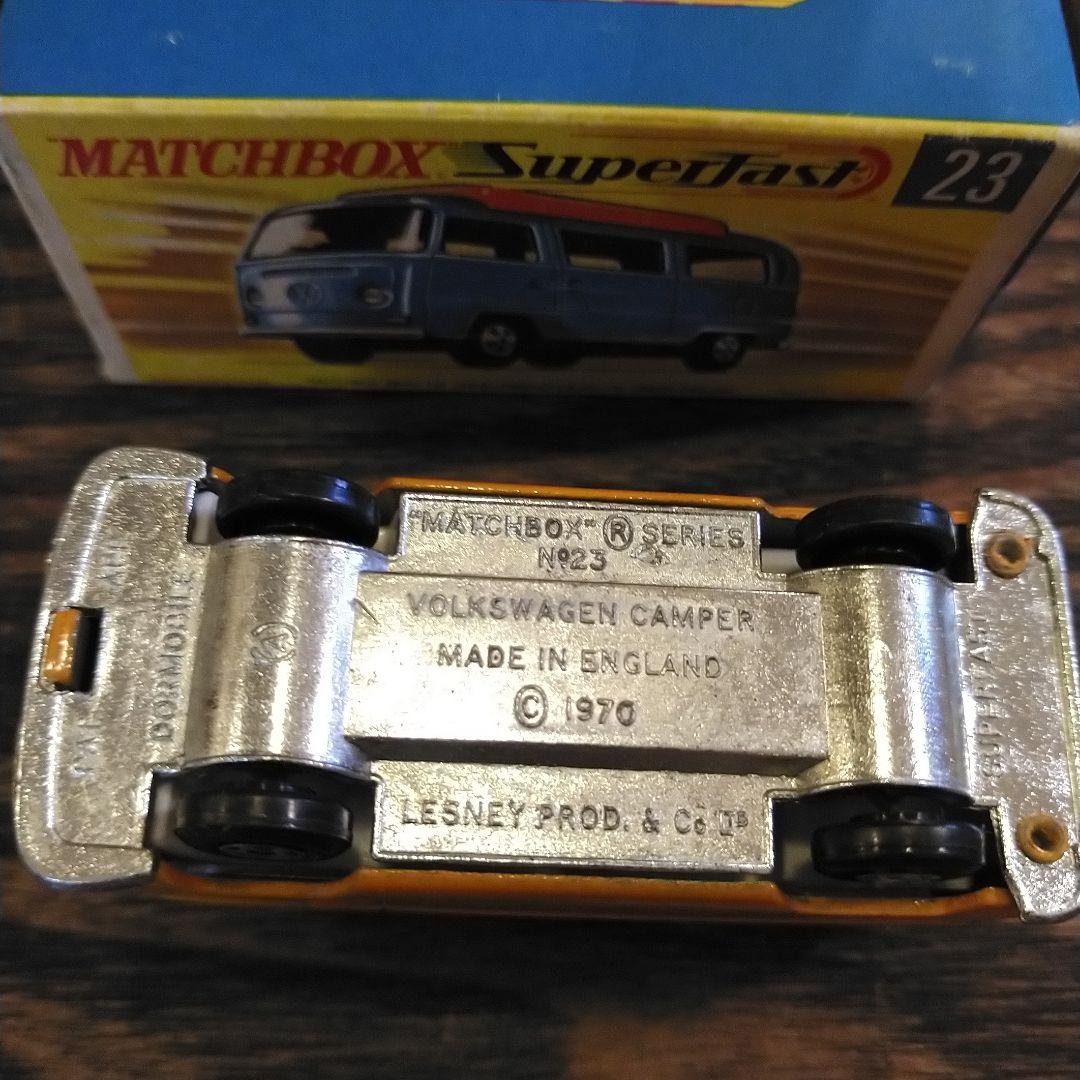 "MATCHBOX" Superfast 23
"MATCHBOX" ® SERIES
Nº23
VOLKSWAGEN CAMPER
MADE IN ENGLAND
© 1970
LESNEY PROD. & Cº LTD
DORMOBILE
SUPERFAST